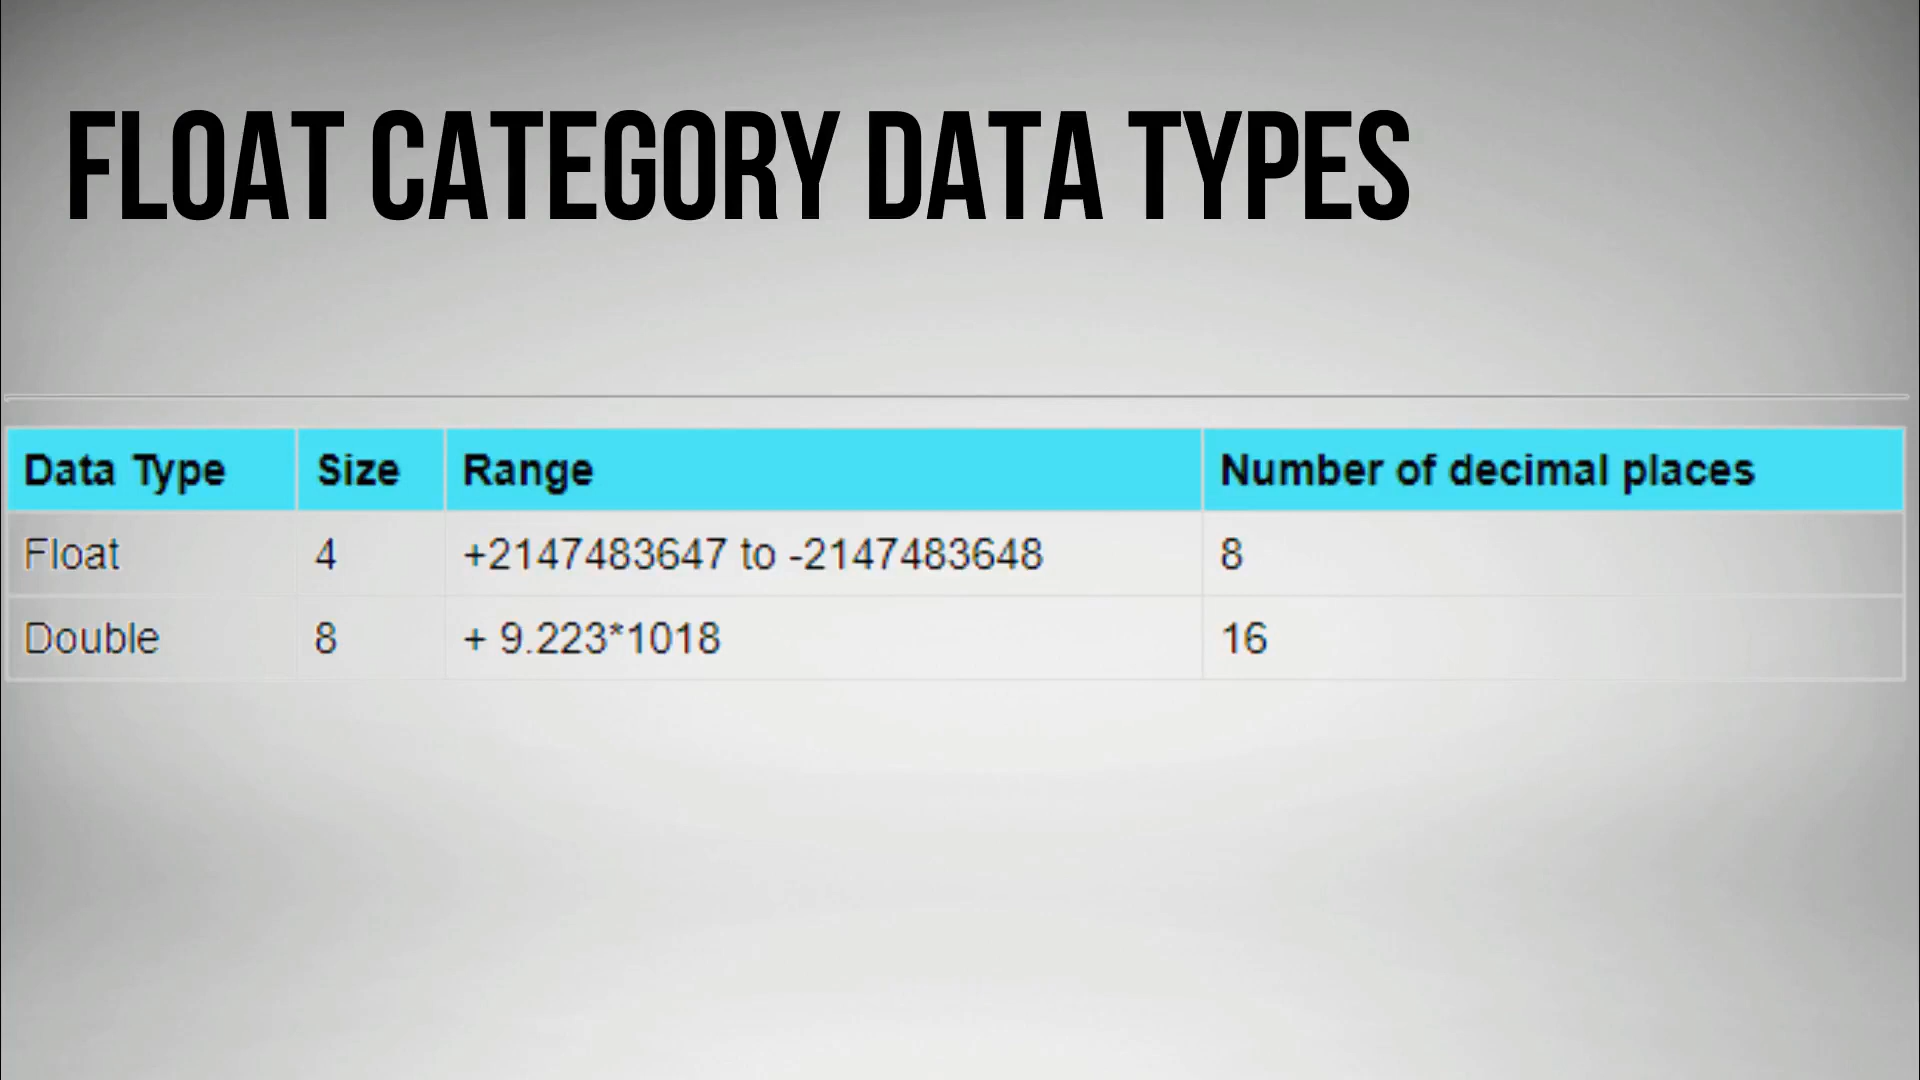 FLOAT CATEGORY DATA TYPES
Data Type Size Range Number of decimal places
Float 4 +2147483647 to -2147483648 8
Double 8 + 9.223*1018 16